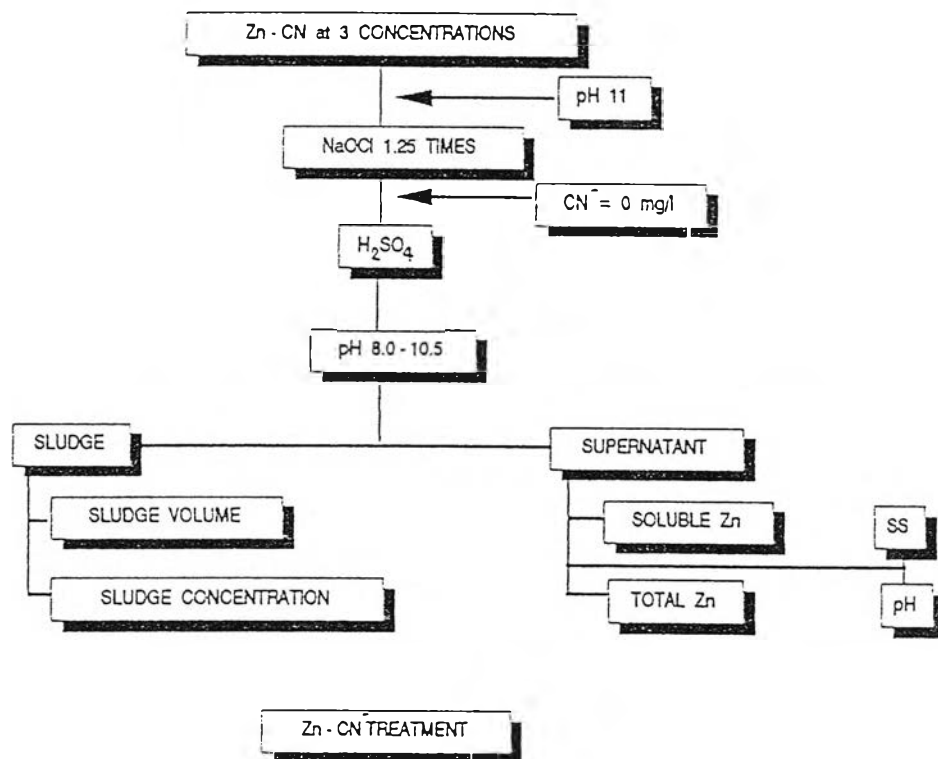 Zn - CN at 3 CONCENTRATIONS
pH 11
NaOCl 1.25 TIMES
CN⁻ = 0 mg/l
H₂SO₄
pH 8.0 - 10.5
SLUDGE
SUPERNATANT
SLUDGE VOLUME
SOLUBLE Zn
SS
SLUDGE CONCENTRATION
TOTAL Zn
pH
Zn - CN⁻ TREATMENT